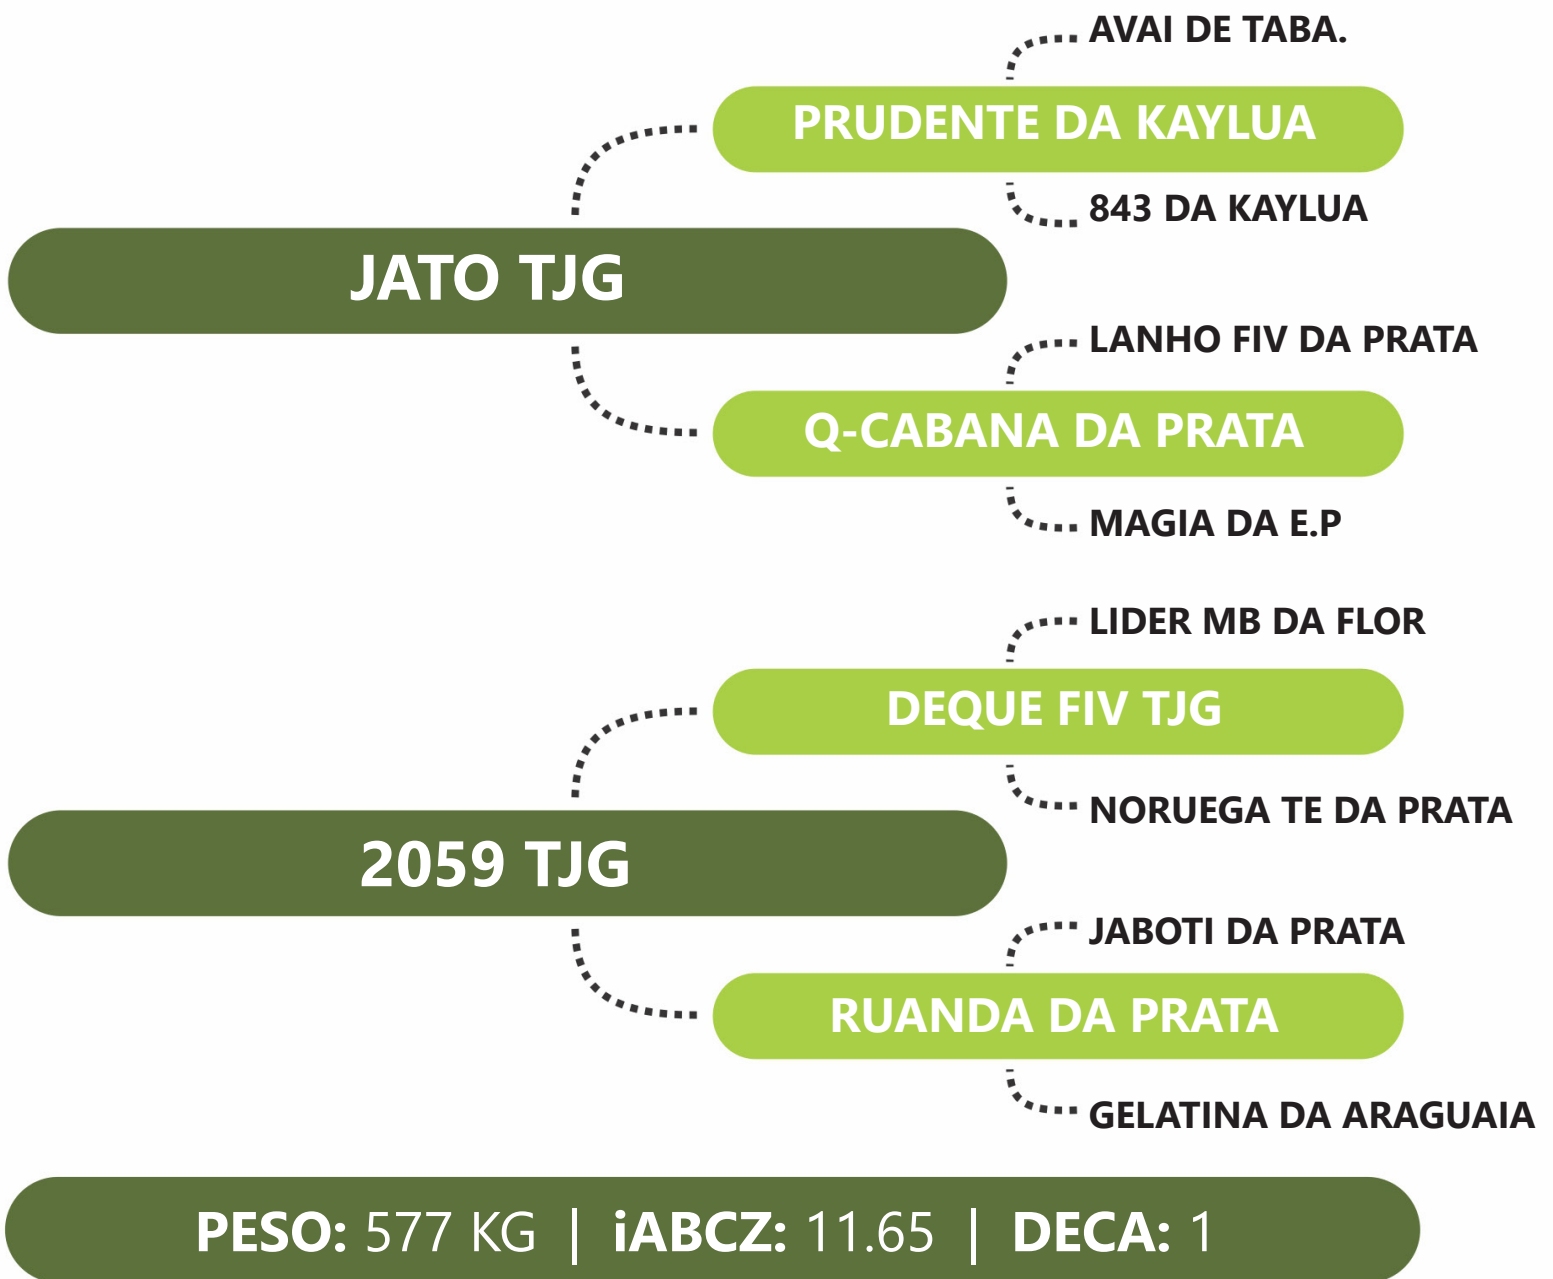 AVAI DE TABA.
PRUDENTE DA KAYLUA
843 DA KAYLUA
JATO TJG
LANHO FIV DA PRATA
Q-CABANA DA PRATA
MAGIA DA E.P
LIDER MB DA FLOR
DEQUE FIV TJG
NORUEGA TE DA PRATA
2059 TJG
JABOTI DA PRATA
RUANDA DA PRATA
GELATINA DA ARAGUAIA
PESO: 577 KG | iABCZ: 11.65 | DECA: 1